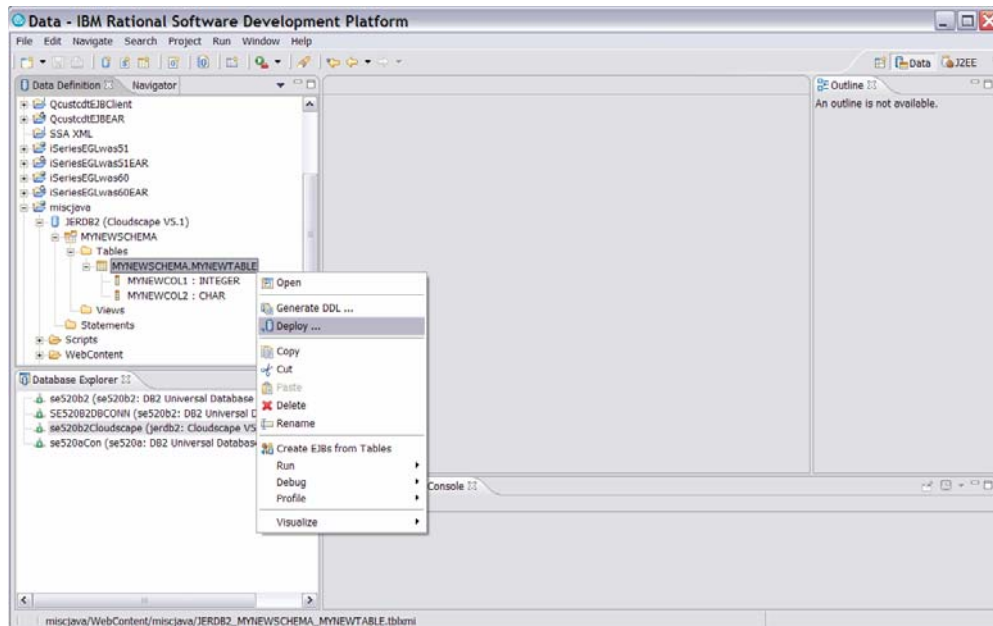 Data - IBM Rational Software Development Platform
File Edit Navigate Search Project Run Window Help
Data J2EE
Data Definition Navigator
QcustcdtEJBClient
QcustcdtEJBEAR
SSA XML
iSeriesEGLwas51
iSeriesEGLwas51EAR
iSeriesEGLwas60
iSeriesEGLwas60EAR
miscjava
JERDB2 (Cloudscape V5.1)
MYNEWSCHEMA
Tables
MYNEWSCHEMA.MYNEWTABLE
MYNEWCOL1 : INTEGER
MYNEWCOL2 : CHAR
Views
Statements
Scripts
WebContent
Open
Generate DDL ...
Deploy ...
Copy
Cut
Paste
Delete
Rename
Create EJBs from Tables
Run
Debug
Profile
Visualize
Database Explorer
se520b2 (se520b2: DB2 Universal Database
SE520B2DBCONN (se520b2: DB2 Universal D
se520b2Cloudscape (jerdb2: Cloudscape V5
se520aCon (se520a: DB2 Universal Databas
Outline
An outline is not available.
Console
miscjava/WebContent/miscjava/JERDB2_MYNEWSCHEMA_MYNEWTABLE.tblxmi